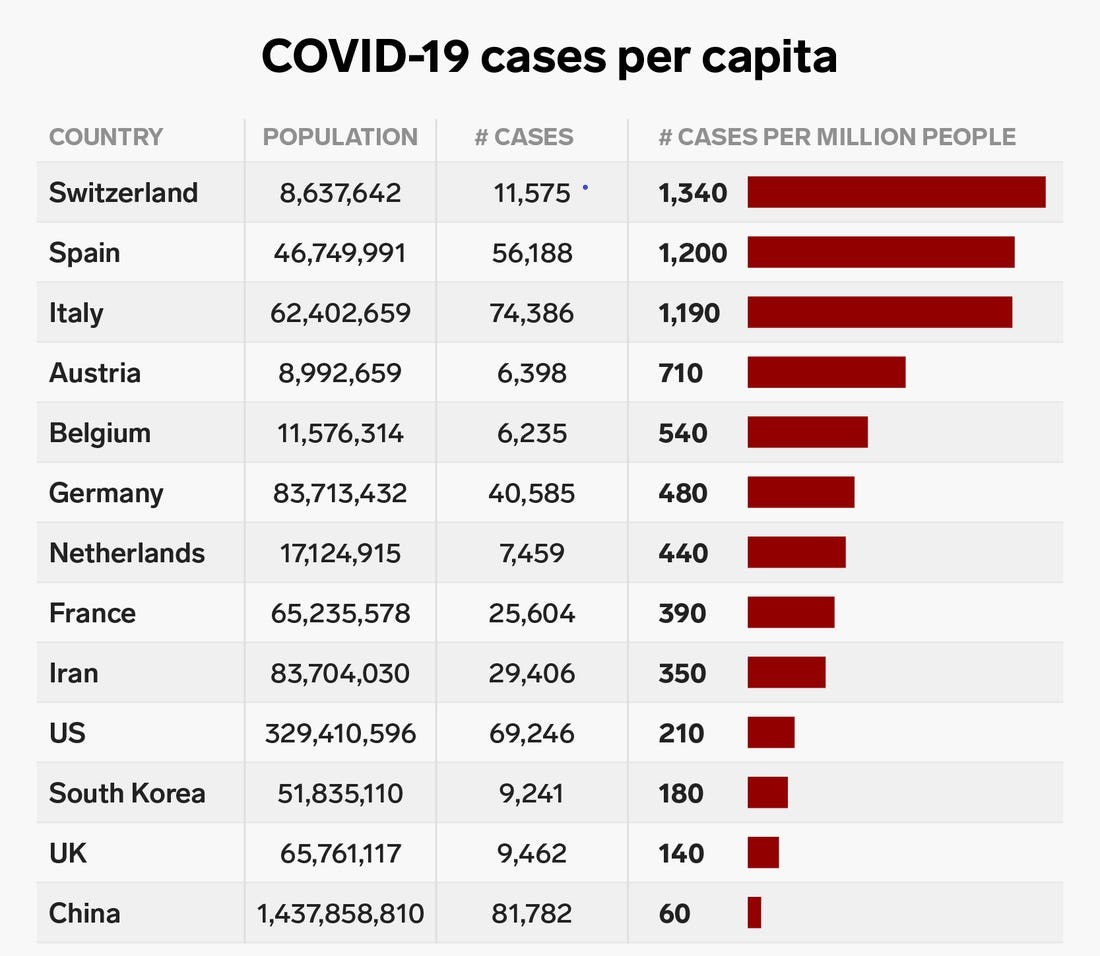 COVID-19 cases per capita
COUNTRY POPULATION # CASES # CASES PER MILLION PEOPLE
Switzerland 8,637,642 11,575 1,340
Spain 46,749,991 56,188 1,200
Italy 62,402,659 74,386 1,190
Austria 8,992,659 6,398 710
Belgium 11,576,314 6,235 540
Germany 83,713,432 40,585 480
Netherlands 17,124,915 7,459 440
France 65,235,578 25,604 390
Iran 83,704,030 29,406 350
US 329,410,596 69,246 210
South Korea 51,835,110 9,241 180
UK 65,761,117 9,462 140
China 1,437,858,810 81,782 60